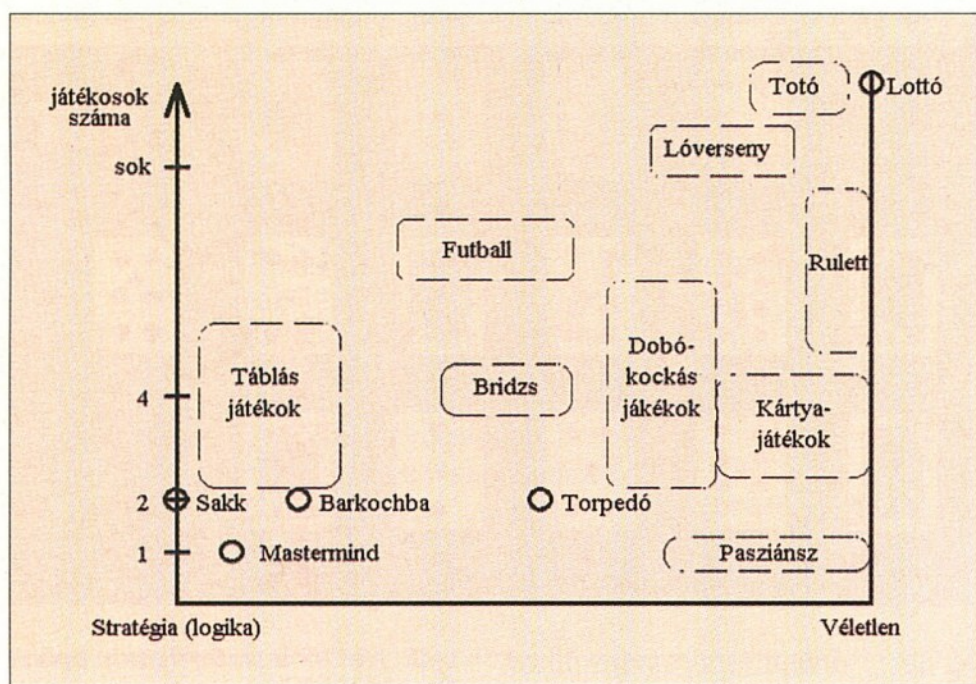 játékosok
száma
Totó
Lottó
Lóverseny
sok
Futball
Rulett
Dobó-
kockás
jákékok
Táblás
játékok
Bridzs
4
Kártya-
játékok
2
Sakk
Barkochba
Torpedó
1
Mastermind
Pasziánsz
Stratégia (logika)
Véletlen